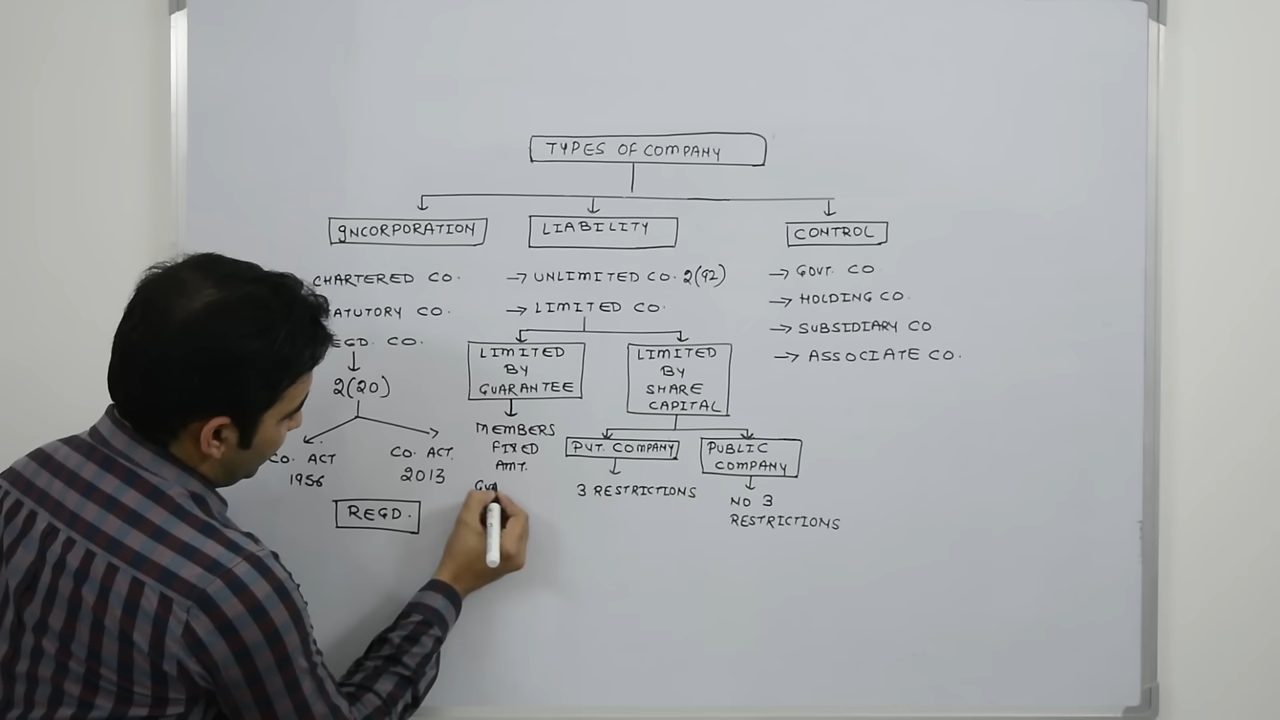 TYPES OF COMPANY
INCORPORATION
LIABILITY
CONTROL
CHARTERED CO.
ATUTORY CO.
EGD. CO.
2(20)
CO. ACT
1956
CO. ACT.
2013
REGD.
→ UNLIMITED CO. 2(92)
→ LIMITED CO.
LIMITED
BY
GUARANTEE
MEMBERS
FIXED
AMT.
GUA
LIMITED
BY
SHARE
CAPITAL
PVT. COMPANY
3 RESTRICTIONS
PUBLIC
COMPANY
NO 3
RESTRICTIONS
→ GOVT. CO
→ HOLDING CO.
→ SUBSIDIARY CO
→ ASSOCIATE CO.